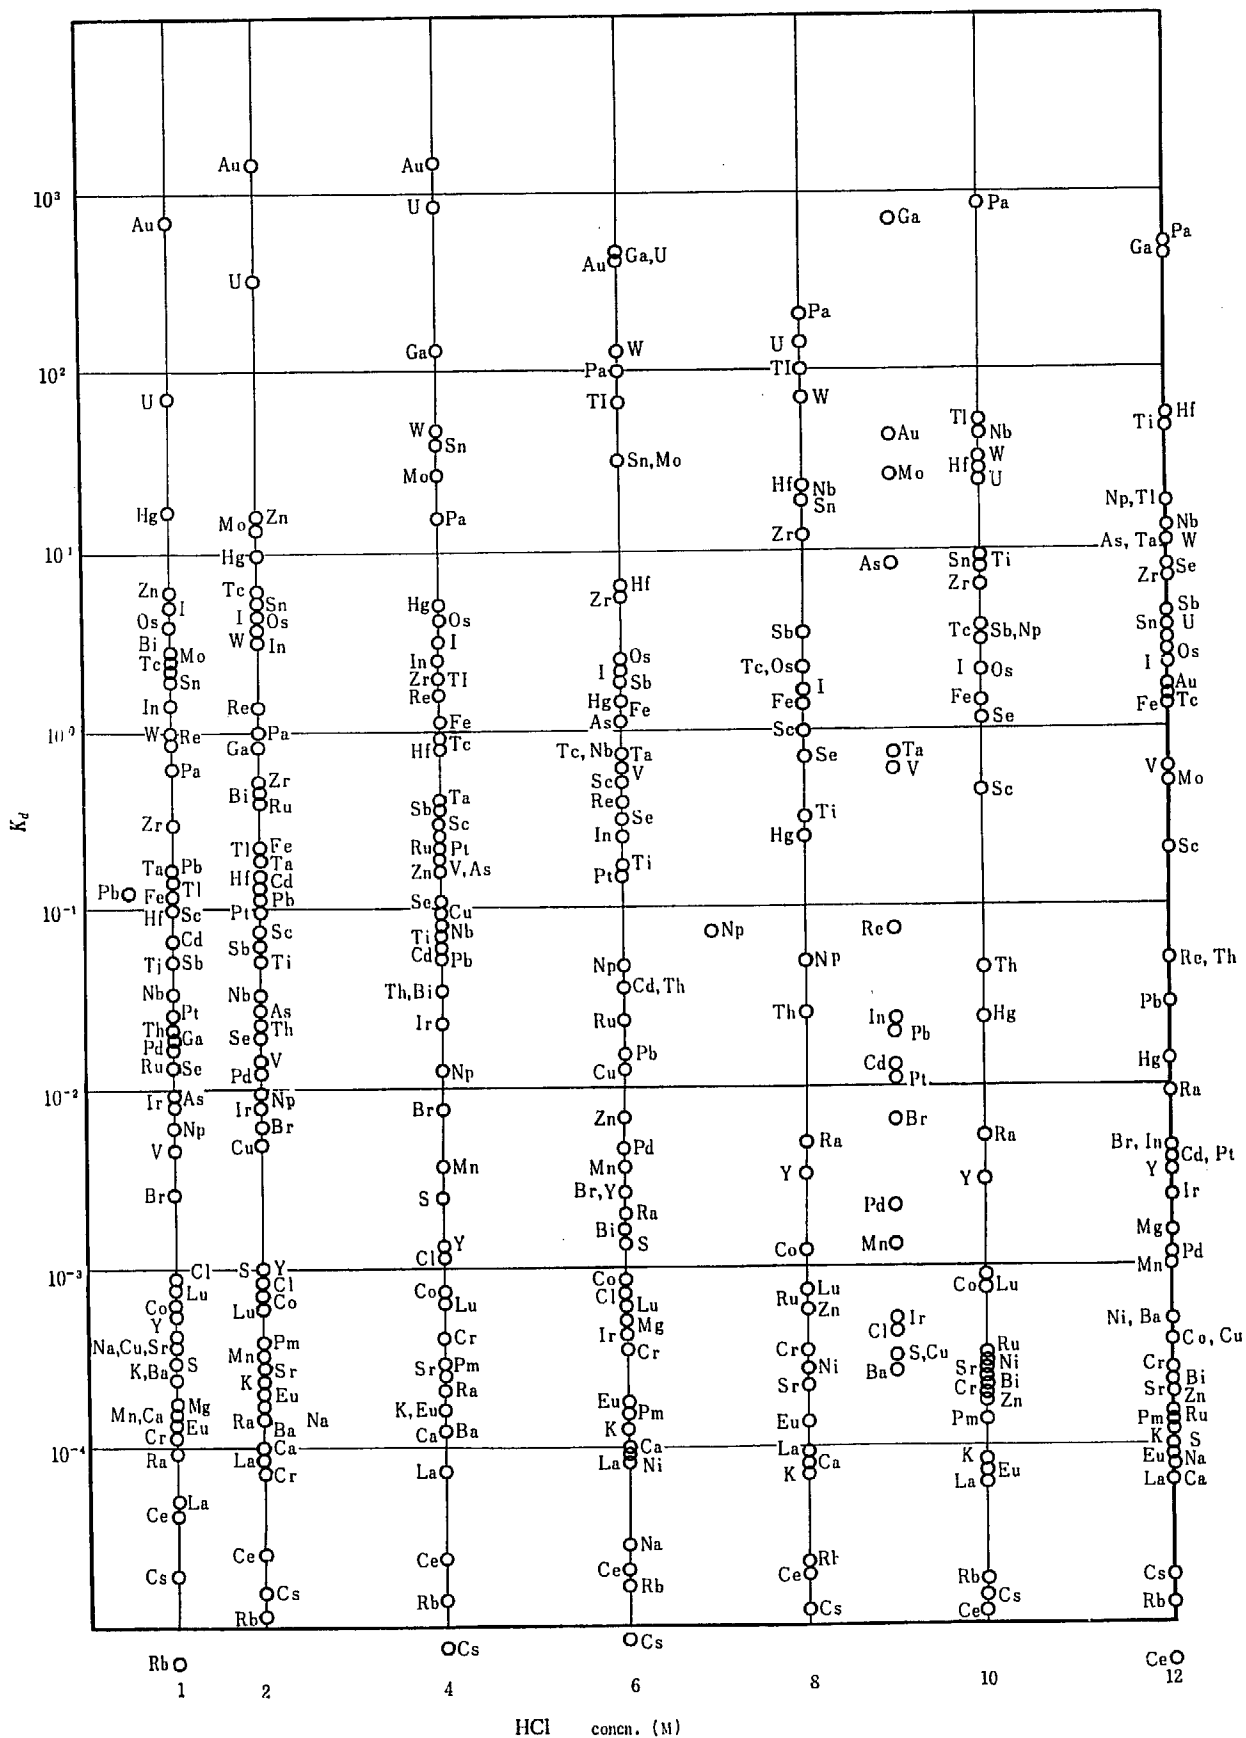 10³
10²
10¹
10⁰
10⁻¹
10⁻²
10⁻³
10⁻⁴
K_d
Au
U
Hg
Zn
I
Os
Bi
Mo
Tc
Sn
In
W
Re
Pa
Zr
Ta
Pb
Pb
Tl
Fe
Hf
Sc
Cd
Ti
Sb
Nb
Pt
Th
Ga
Pd
Ru
Se
Ir
As
Np
V
Br
Cl
Lu
Co
Y
Na,Cu,Sr
S
K,Ba
Mg
Mn,Ca
Eu
Cr
Ra
La
Ce
Cs
Rb
Au
U
Zn
Mo
Hg
Tc
Sn
I
Os
W
In
Re
Pa
Ga
Zr
Bi
Ru
Tl
Fe
Ta
Hf
Cd
Pb
Pt
Sc
Sb
Ti
Nb
As
Th
Se
V
Pd
Np
Ir
Br
Cu
S
Y
Cl
Co
Lu
Pm
Mn
Sr
K
Eu
Ra
Ba
Na
Ca
La
Cr
Ce
Cs
Rb
Au
U
Ga
W
Sn
Mo
Pa
Hg
Os
I
In
Zr
Tl
Re
Fe
Tc
Hf
Ta
Sb
Sc
Ru
Pt
V,As
Zn
Se
Cu
Nb
Ti
Cd
Pb
Th,Bi
Ir
Np
Br
Mn
S
Y
Cl
Co
Lu
Cr
Pm
Sr
Ra
K,Eu
Ca
Ba
La
Ce
Rb
Cs
Ga,U
Au
W
Pa
Tl
Sn,Mo
Hf
Zr
Os
I
Sb
Hg
Fe
As
Tc,Nb
Ta
V
Sc
Re
Se
In
Ti
Pt
Np
Np
Cd,Th
Ru
Pb
Cu
Zn
Pd
Mn
Br,Y
Ra
Bi
S
Co
Cl
Lu
Mg
Ir
Cr
Eu
Pm
K
Ca
La
Ni
Na
Ce
Rb
Cs
Pa
U
Tl
W
Hf
Nb
Sn
Zr
Sb
Tc,Os
I
Fe
Sc
Se
Ti
Hg
Np
Th
Ra
Y
Co
Lu
Ru
Zn
Cr
Ni
Sr
Eu
La
Ca
K
Rb
Ce
Cs
Ga
Au
Mo
As
Ta
V
Re
In
Pb
Cd
Pt
Br
Pd
Mn
Ir
Cl
S,Cu
Ba
Pa
Tl
Nb
W
Hf
U
Sn
Ti
Zr
Tc
Sb,Np
I
Os
Fe
Se
Sc
Th
Hg
Ra
Y
Co
Lu
Ru
Ni
Sr
Bi
Cr
Zn
Pm
K
Eu
La
Rb
Cs
Ce
Pa
Ga
Hf
Ti
Np,Tl
Nb
As, Ta
W
Se
Zr
Sb
Sn
U
Os
I
Au
Tc
Fe
V
Mo
Sc
Re, Th
Pb
Hg
Ra
Br, In
Cd, Pt
Y
Ir
Mg
Pd
Mn
Ni, Ba
Co, Cu
Cr
Bi
Sr
Zn
Pm
Ru
K
S
Eu
Na
La
Ca
Cs
Rb
Ce
1
2
4
6
8
10
12
HCl concn. (M)